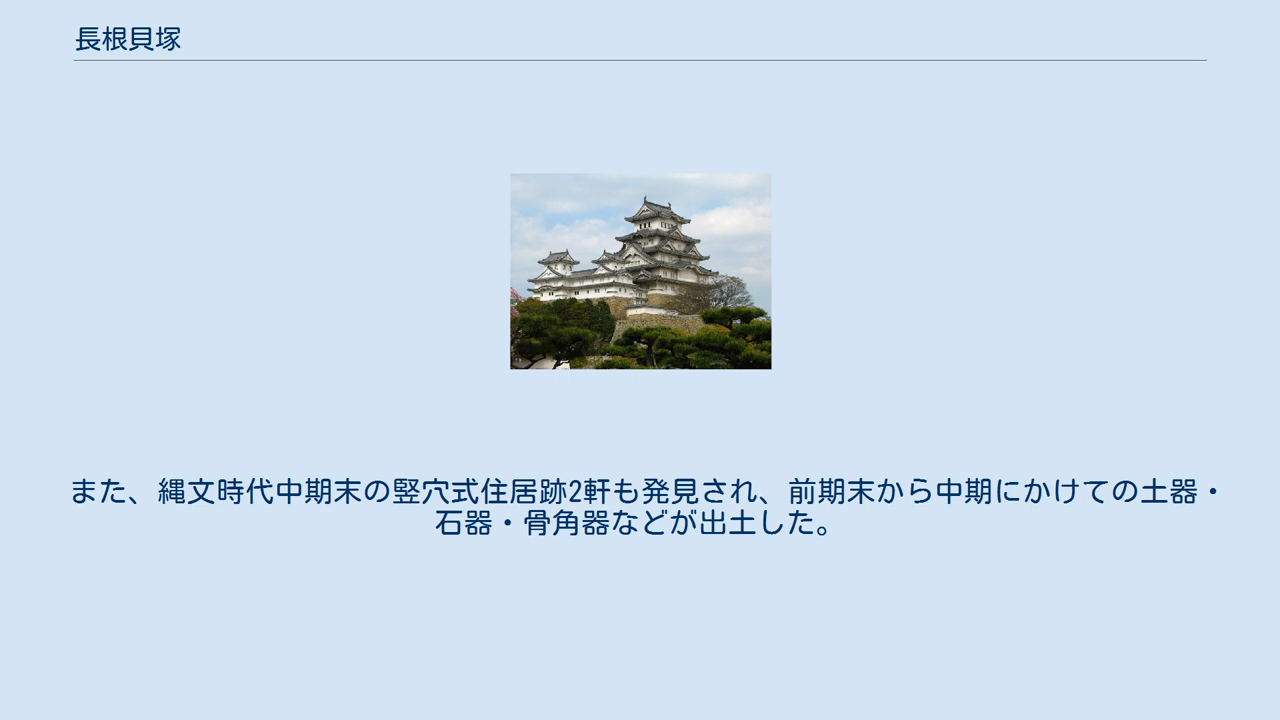 長根貝塚
また、縄文時代中期末の竪穴式住居跡2軒も発見され、前期末から中期にかけての土器・
石器・骨角器などが出土した。